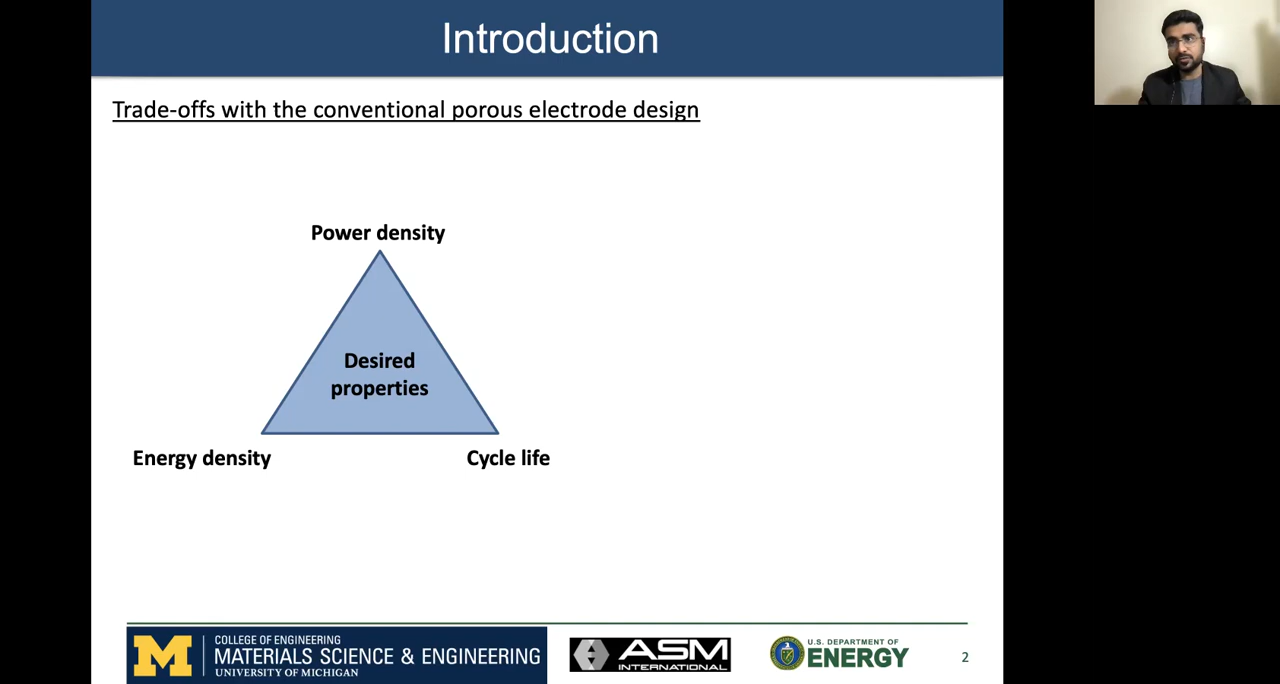 Introduction
Trade-offs with the conventional porous electrode design
Power density
Desired
properties
Energy density
Cycle life
M
COLLEGE OF ENGINEERING
MATERIALS SCIENCE & ENGINEERING
UNIVERSITY OF MICHIGAN
ASM
INTERNATIONAL
U.S. DEPARTMENT OF
ENERGY
2